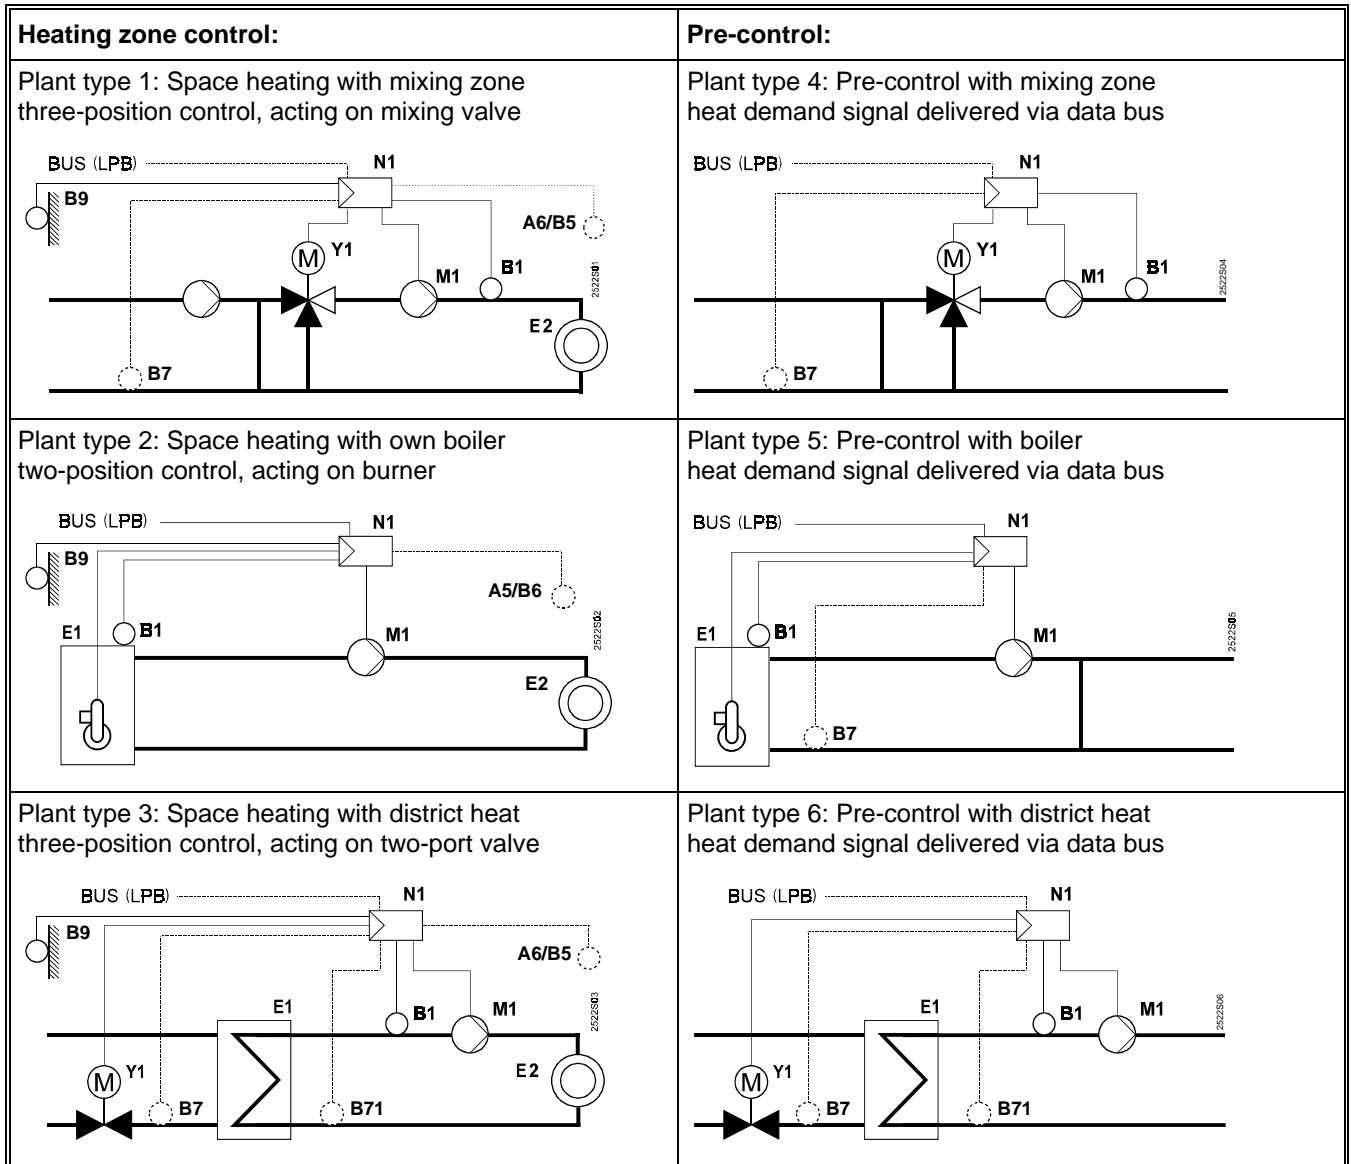 Heating zone control:
Pre-control:
Plant type 1: Space heating with mixing zone
three-position control, acting on mixing valve
BUS (LPB)
N1
B9
A6/B5
Y1
M
M1
B1
E2
B7
2522S01
Plant type 4: Pre-control with mixing zone
heat demand signal delivered via data bus
BUS (LPB)
N1
Y1
M
M1
B1
B7
2522S04
Plant type 2: Space heating with own boiler
two-position control, acting on burner
BUS (LPB)
N1
B9
A5/B6
E1
B1
M1
E2
2522S02
Plant type 5: Pre-control with boiler
heat demand signal delivered via data bus
BUS (LPB)
N1
E1
B1
M1
B7
2522S05
Plant type 3: Space heating with district heat
three-position control, acting on two-port valve
BUS (LPB)
N1
B9
A6/B5
E1
B1
M1
M
Y1
E2
B7
B71
2522S03
Plant type 6: Pre-control with district heat
heat demand signal delivered via data bus
BUS (LPB)
N1
E1
B1
M1
M
Y1
B7
B71
2522S06